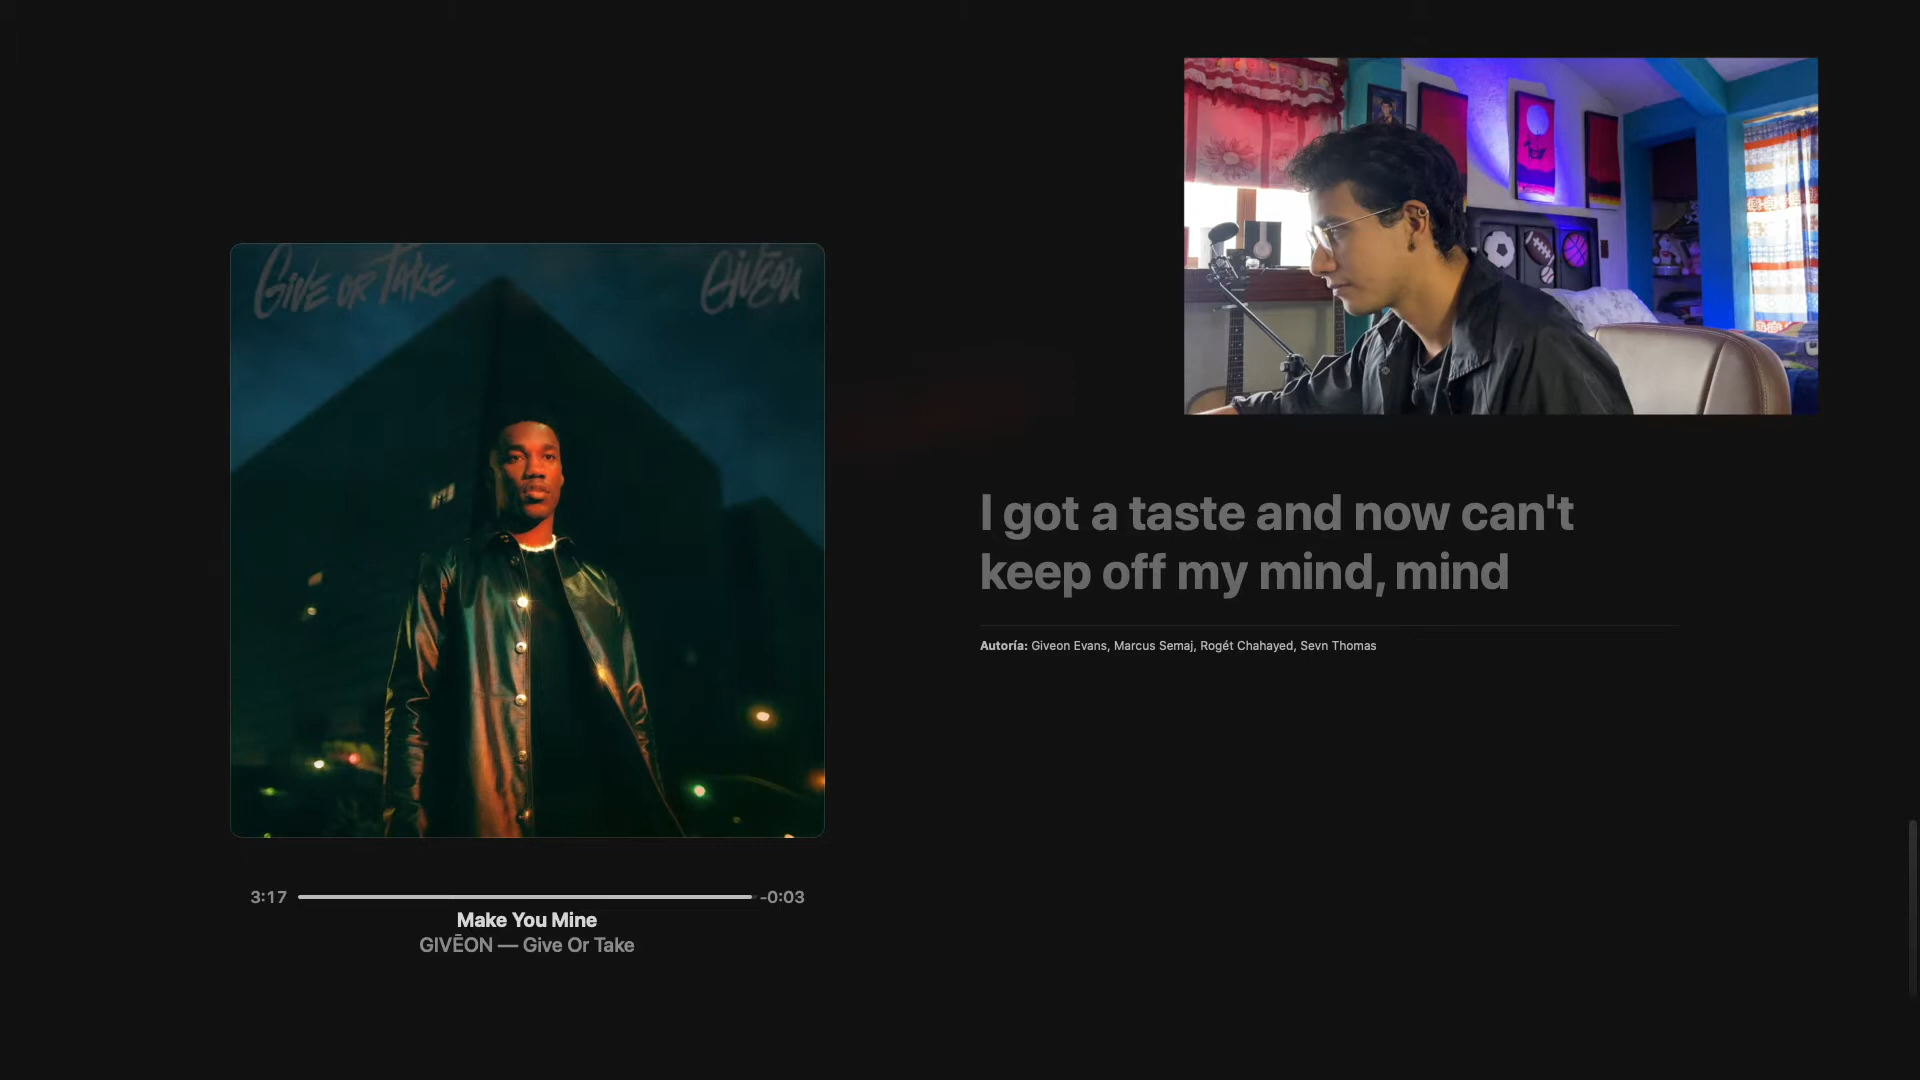 GIVE OR TAKE
GIVĒON
I got a taste and now can't
keep off my mind, mind
Autoría: Giveon Evans, Marcus Semaj, Rogét Chahayed, Sevn Thomas
3:17
-0:03
Make You Mine
GIVĒON — Give Or Take